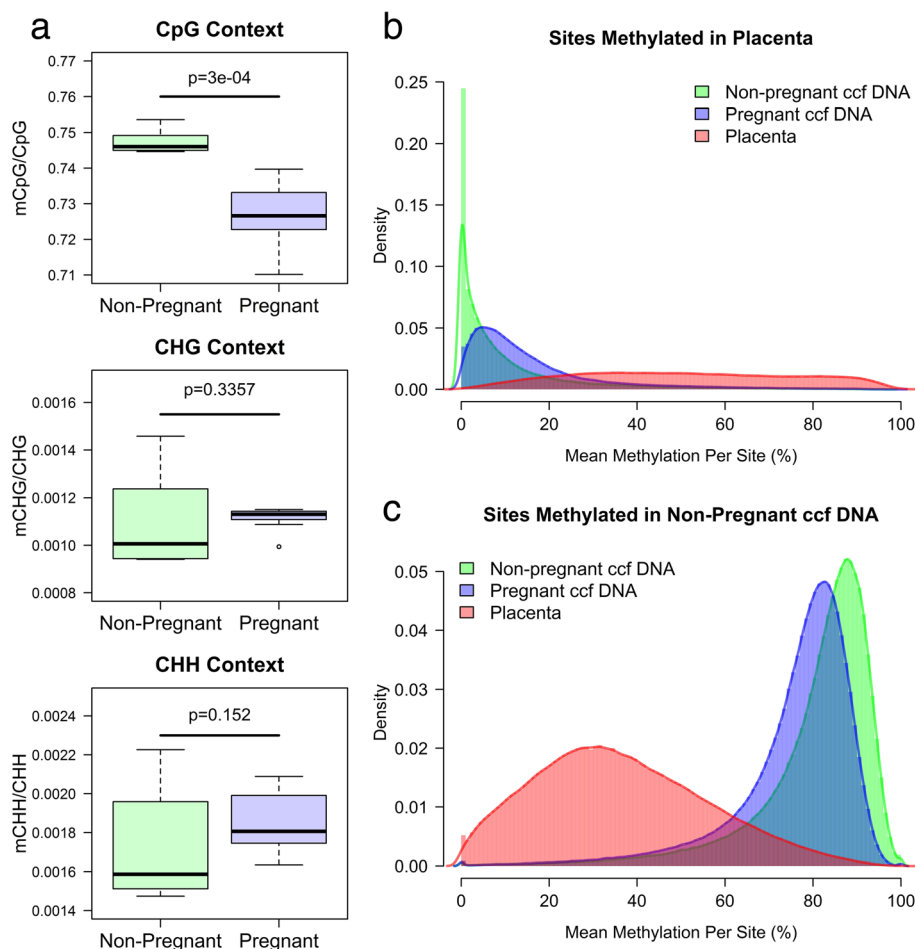 a
CpG Context
0.77
0.76
0.75
0.74
0.73
0.72
0.71
mCpG/CpG
p=3e-04
Non-Pregnant
Pregnant
CHG Context
0.0016
0.0014
0.0012
0.0010
0.0008
mCHG/CHG
p=0.3357
Non-Pregnant
Pregnant
CHH Context
0.0024
0.0022
0.0020
0.0018
0.0016
0.0014
mCHH/CHH
p=0.152
Non-Pregnant
Pregnant
b
Sites Methylated in Placenta
0.25
0.20
0.15
0.10
0.05
0.00
Density
Non-pregnant ccf DNA
Pregnant ccf DNA
Placenta
0 20 40 60 80 100
Mean Methylation Per Site (%)
c
Sites Methylated in Non-Pregnant ccf DNA
0.05
0.04
0.03
0.02
0.01
0.00
Density
Non-pregnant ccf DNA
Pregnant ccf DNA
Placenta
0 20 40 60 80 100
Mean Methylation Per Site (%)